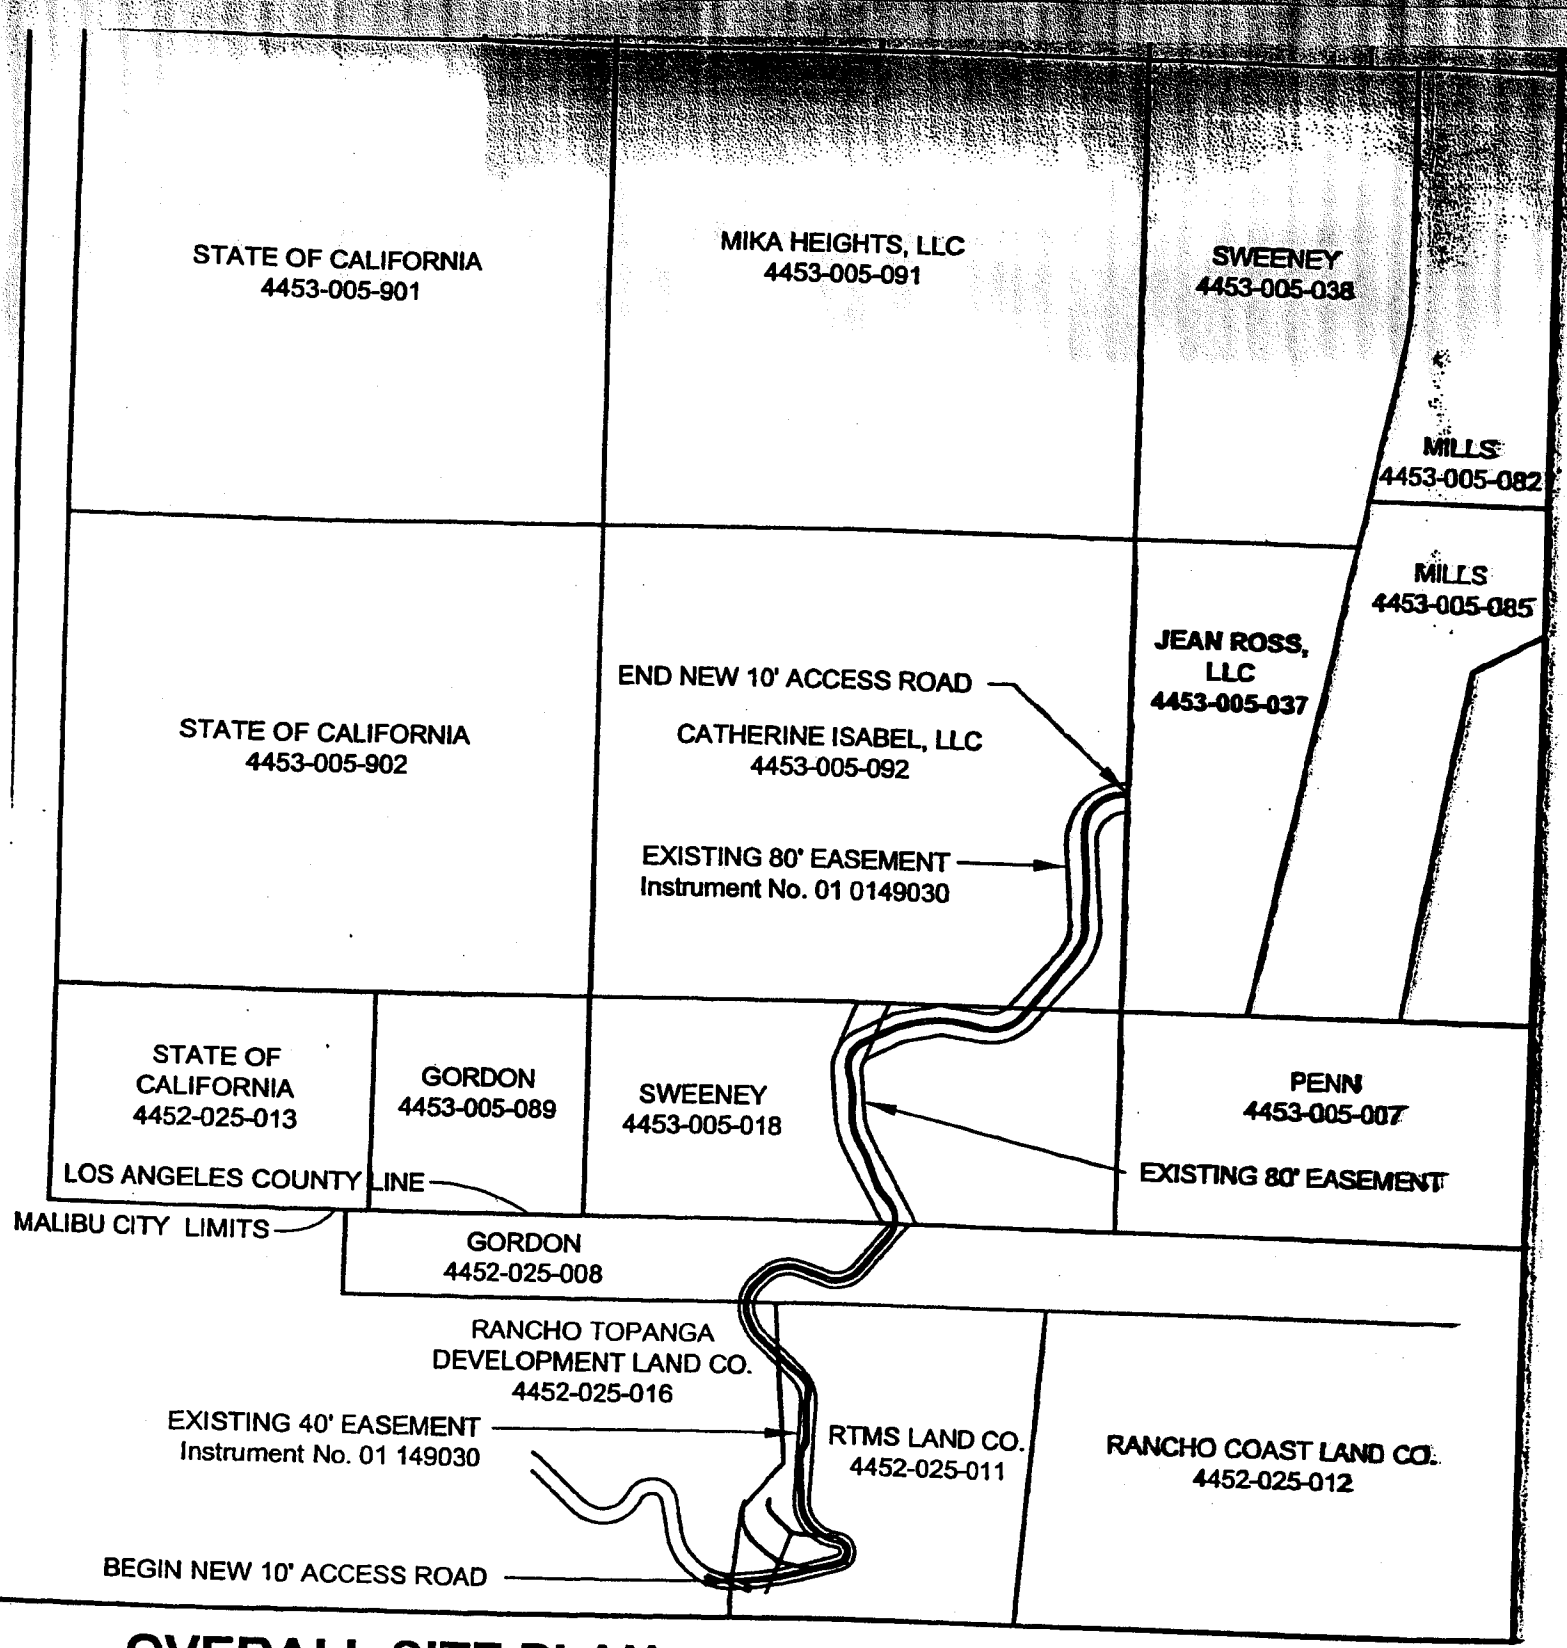 STATE OF CALIFORNIA
4453-005-901
MIKA HEIGHTS, LLC
4453-005-091
SWEENEY
4453-005-038
MILLS
4453-005-082
MILLS
4453-005-085
JEAN ROSS,
LLC
4453-005-037
END NEW 10' ACCESS ROAD
STATE OF CALIFORNIA
4453-005-902
CATHERINE ISABEL, LLC
4453-005-092
EXISTING 80' EASEMENT
Instrument No. 01 0149030
STATE OF
CALIFORNIA
4452-025-013
GORDON
4453-005-089
SWEENEY
4453-005-018
PENN
4453-005-007
EXISTING 80' EASEMENT
LOS ANGELES COUNTY LINE
MALIBU CITY LIMITS
GORDON
4452-025-008
RANCHO TOPANGA
DEVELOPMENT LAND CO.
4452-025-016
EXISTING 40' EASEMENT
Instrument No. 01 149030
RTMS LAND CO.
4452-025-011
RANCHO COAST LAND CO.
4452-025-012
BEGIN NEW 10' ACCESS ROAD
OVERALL SITE PLAN